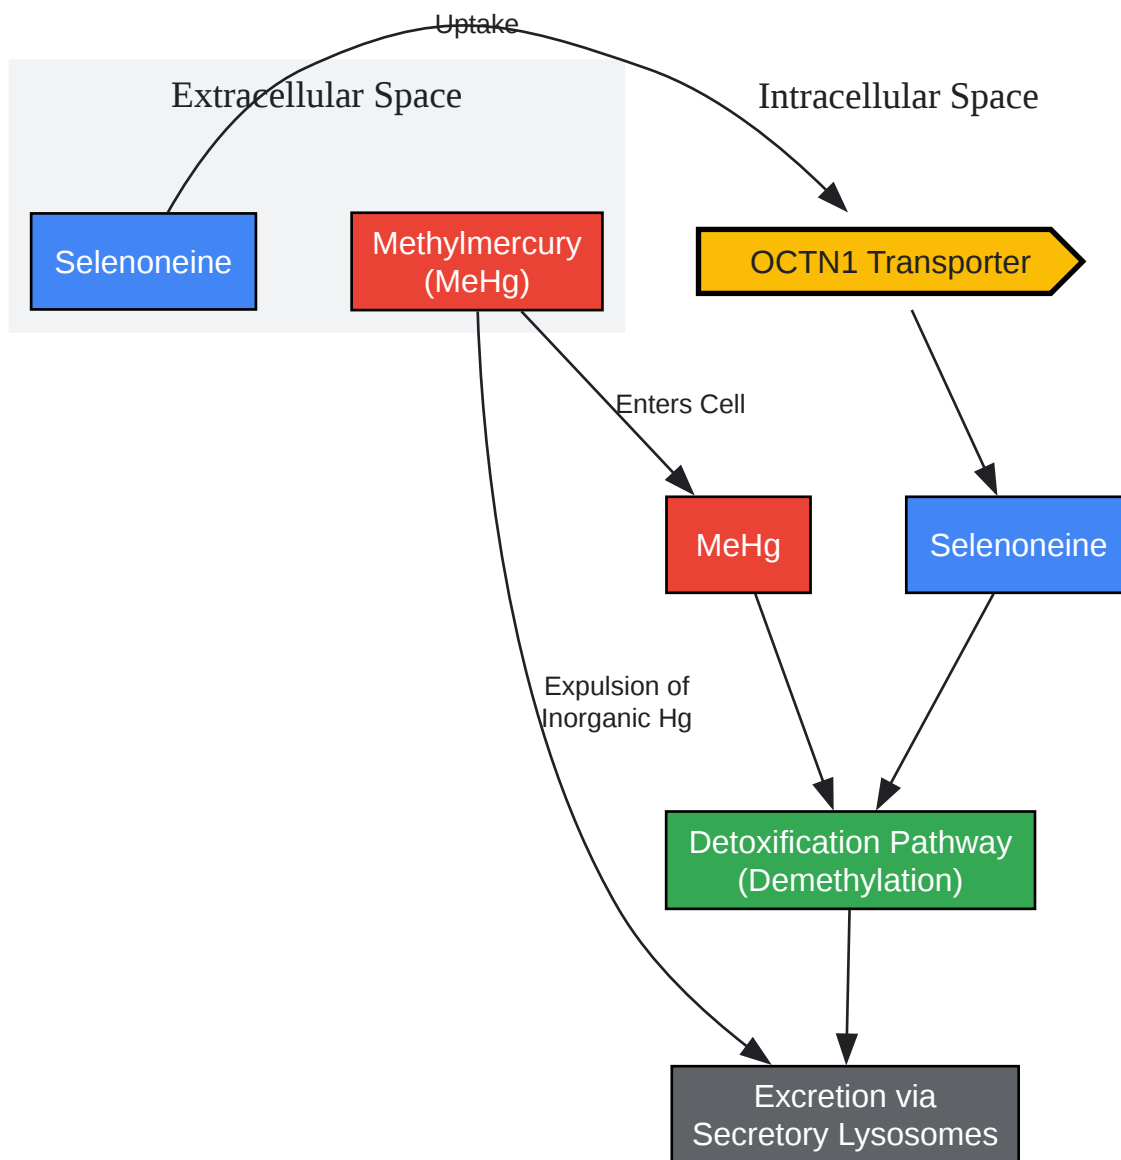 Uptake
Extracellular Space
Intracellular Space
Selenoneine
Methylmercury
(MeHg)
OCTN1 Transporter
Enters Cell
MeHg
Selenoneine
Expulsion of
Inorganic Hg
Detoxification Pathway
(Demethylation)
Excretion via
Secretory Lysosomes